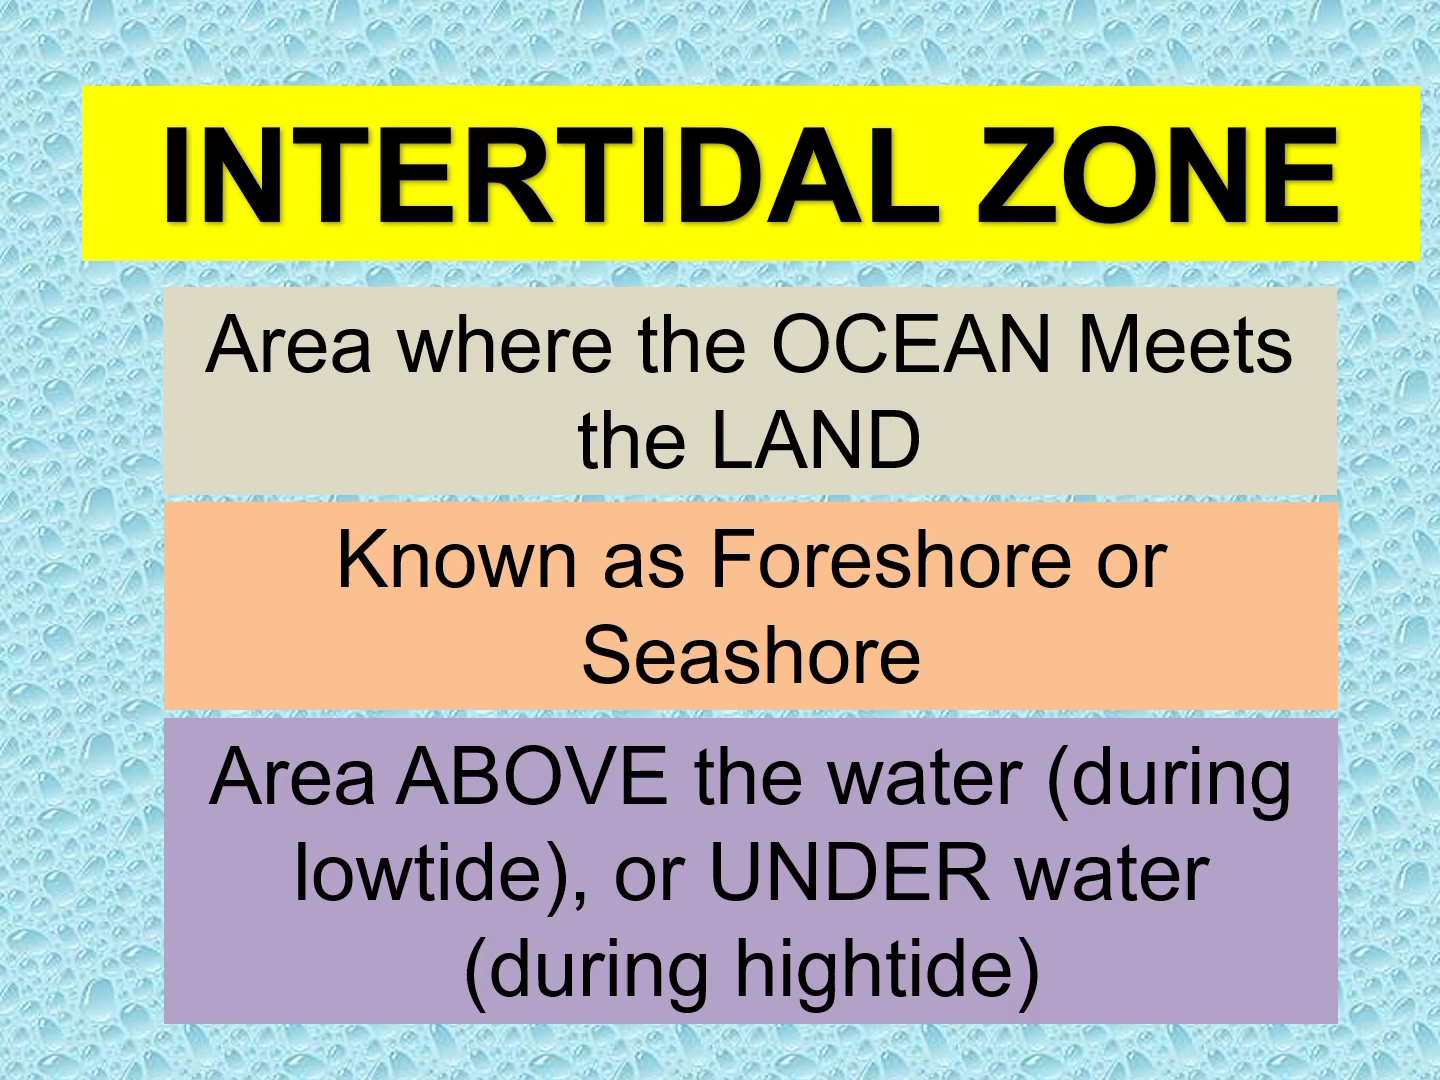 INTERTIDAL ZONE
Area where the OCEAN Meets
the LAND
Known as Foreshore or
Seashore
Area ABOVE the water (during
lowtide), or UNDER water
(during hightide)